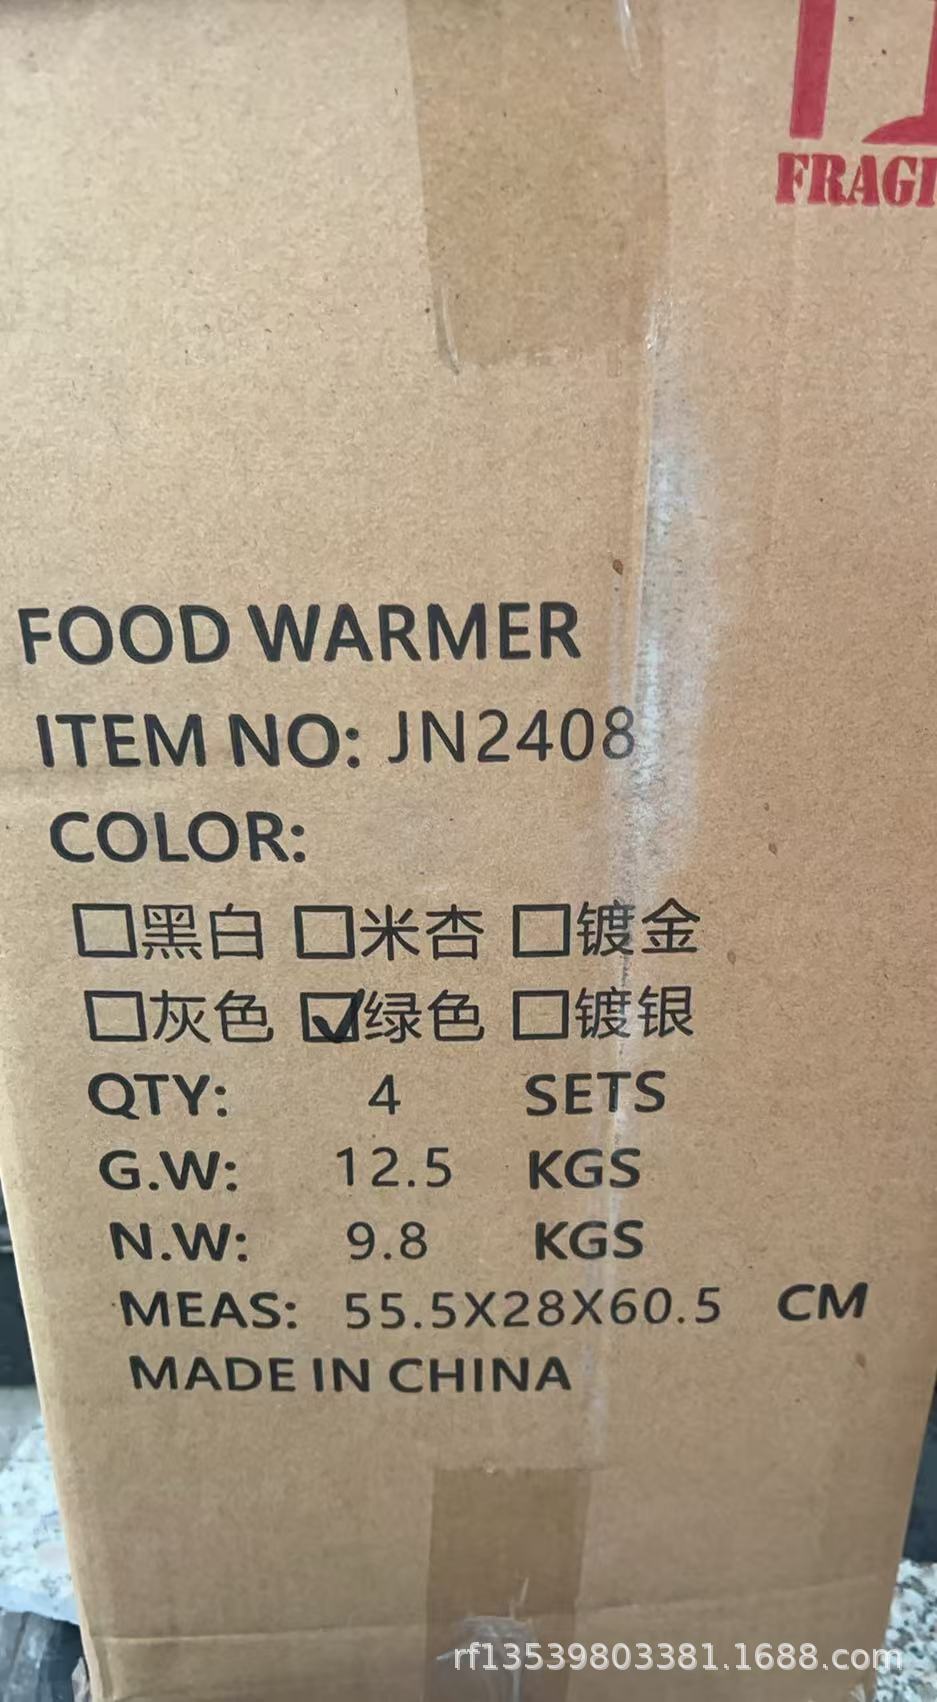 FRAGI
FOOD WARMER
ITEM NO: JN2408
COLOR:
□黑白 □米杏 □镀金
□灰色 ☑绿色 □镀银
QTY: 4 SETS
G.W: 12.5 KGS
N.W: 9.8 KGS
MEAS: 55.5X28X60.5 CM
MADE IN CHINA
rf13539803381.1688.com